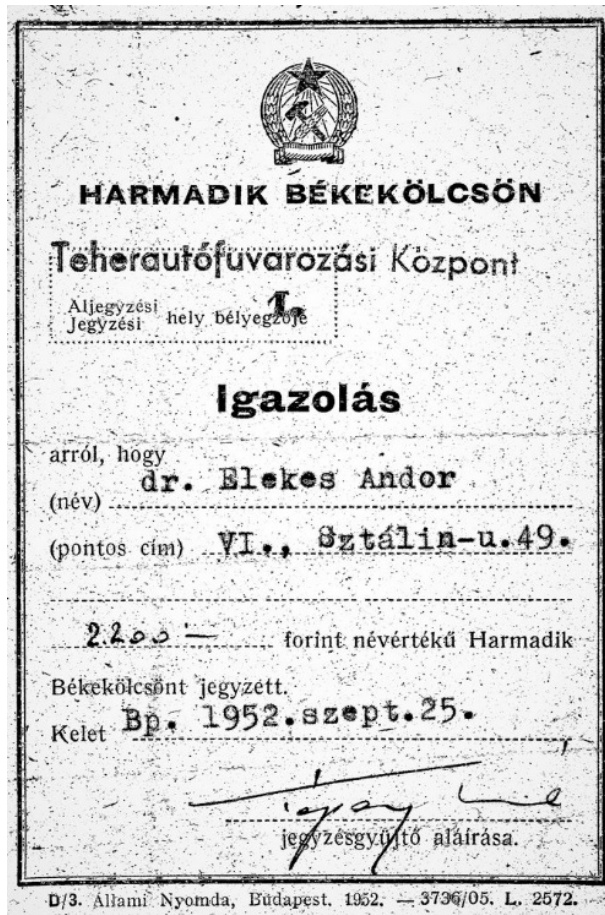 HARMADIK BÉKEKÖLCSÖN
Teherautófuvarozási Központ
Aljegyzési
Jegyzési hely bélyegzője
I.
Igazolás
arról, hogy
(név) dr. Elekes Andor
(pontos cím) VI., Sztálin-u.49.
2.200 — forint névértékű Harmadik
Békekölcsönt jegyzett.
Kelet Bp. 1952.szept.25.
jegyzésgyűjtő aláírása.
D/3. Állami Nyomda, Budapest. 1952. — 3736/05. L. 2572.